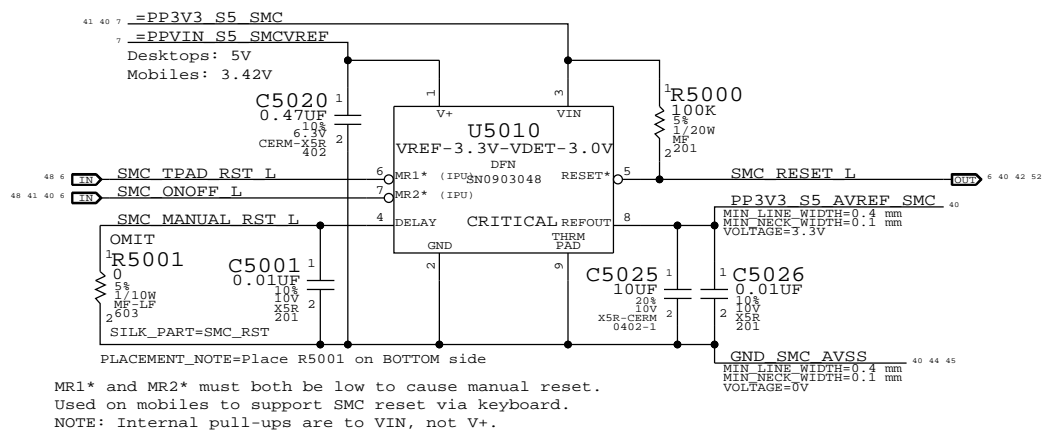 41 40 7 =PP3V3_S5_SMC
7 =PPVIN_S5_SMCVREF
Desktops: 5V
Mobiles: 3.42V
C5020
0.47UF
10%
6.3V
CERM-X5R
402
1
2
1
V+
3
VIN
U5010
VREF-3.3V-VDET-3.0V
DFN
SN0903048
CRITICAL
R5000
100K
5%
1/20W
MF
201
1
2
48 6 IN SMC_TPAD_RST_L 6 MR1* (IPU)
48 41 40 6 IN SMC_ONOFF_L 7 MR2* (IPU)
RESET* 5 SMC_RESET_L OUT 6 40 42 52
SMC_MANUAL_RST_L 4 DELAY
REFOUT 8
PP3V3_S5_AVREF_SMC 40
MIN_LINE_WIDTH=0.4 mm
MIN_NECK_WIDTH=0.1 mm
VOLTAGE=3.3V
GND
2
THRM
PAD
9
OMIT
R5001
0
5%
1/10W
MF-LF
603
1
2
SILK_PART=SMC_RST
C5001
0.01UF
10%
10V
X5R
201
1
2
C5025
10UF
20%
10V
X5R-CERM
0402-1
1
2
C5026
0.01UF
10%
10V
X5R
201
1
2
PLACEMENT_NOTE=Place R5001 on BOTTOM side
GND_SMC_AVSS 40 44 45
MIN_LINE_WIDTH=0.4 mm
MIN_NECK_WIDTH=0.1 mm
VOLTAGE=0V
MR1* and MR2* must both be low to cause manual reset.
Used on mobiles to support SMC reset via keyboard.
NOTE: Internal pull-ups are to VIN, not V+.